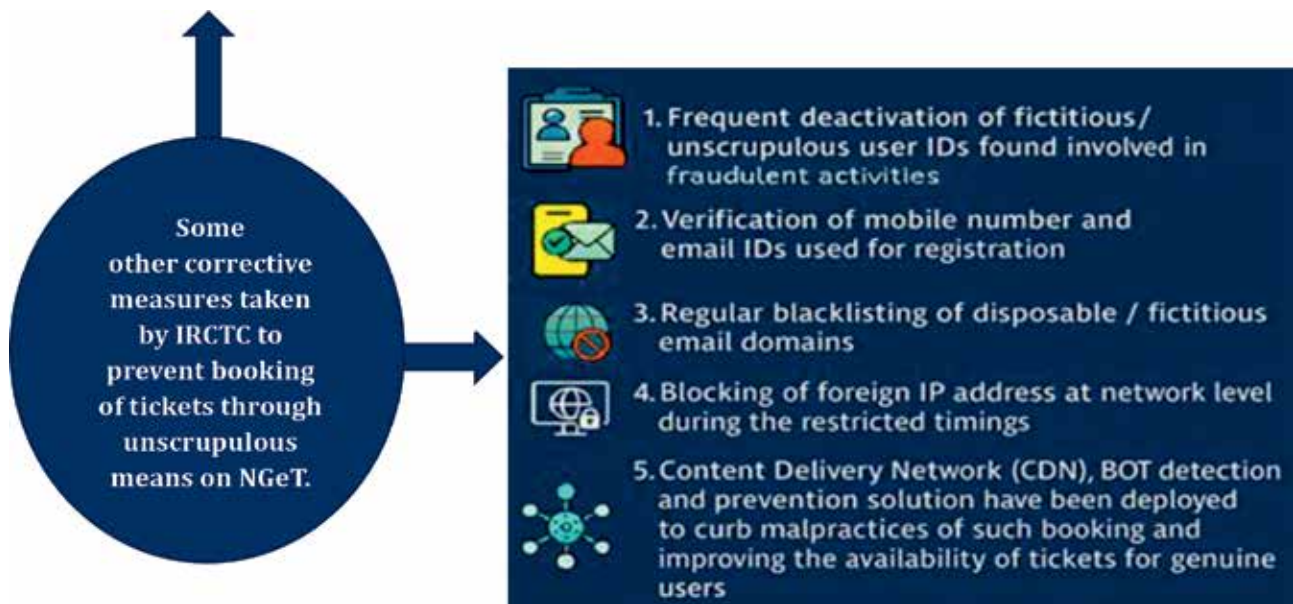 Some
other corrective
measures taken
by IRCTC to
prevent booking
of tickets through
unscrupulous
means on NGeT.
1. Frequent deactivation of fictitious/
unscrupulous user IDs found involved in
fraudulent activities
2. Verification of mobile number and
email IDs used for registration
3. Regular blacklisting of disposable / fictitious
email domains
4. Blocking of foreign IP address at network level
during the restricted timings
5. Content Delivery Network (CDN), BOT detection
and prevention solution have been deployed
to curb malpractices of such booking and
improving the availability of tickets for genuine
users